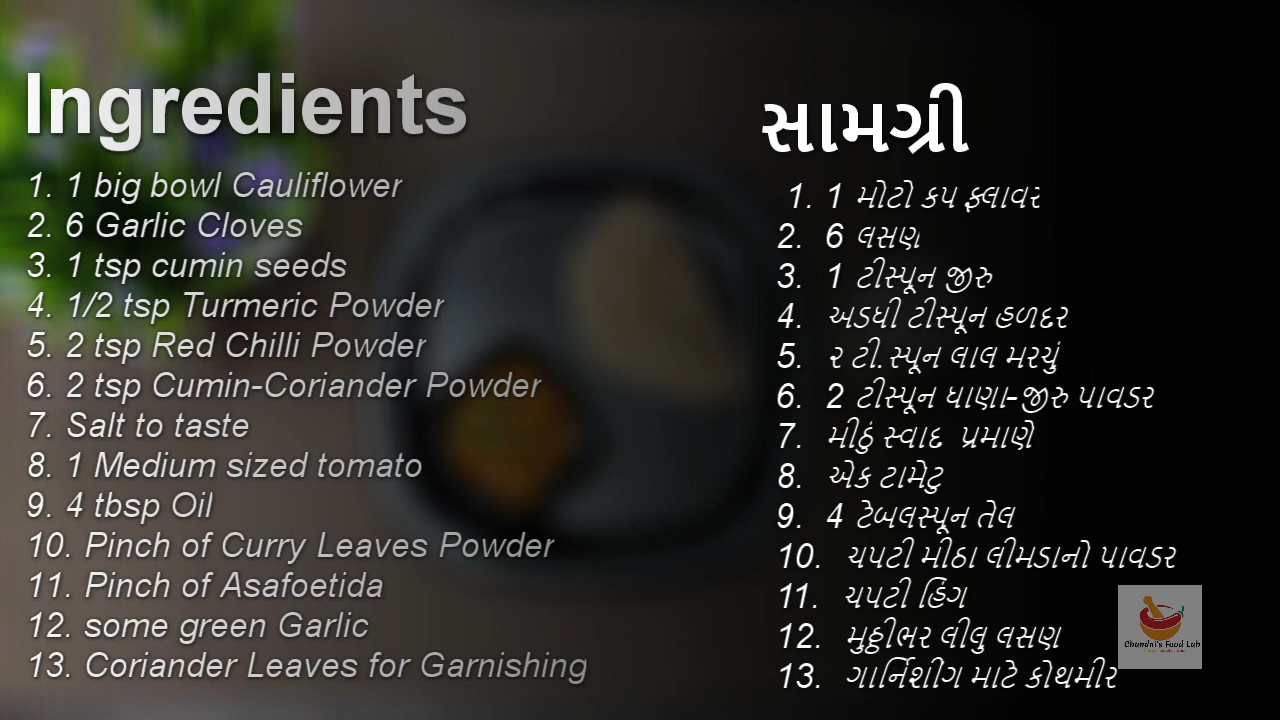 Ingredients
1. 1 big bowl Cauliflower
2. 6 Garlic Cloves
3. 1 tsp cumin seeds
4. 1/2 tsp Turmeric Powder
5. 2 tsp Red Chilli Powder
6. 2 tsp Cumin-Coriander Powder
7. Salt to taste
8. 1 Medium sized tomato
9. 4 tbsp Oil
10. Pinch of Curry Leaves Powder
11. Pinch of Asafoetida
12. some green Garlic
13. Coriander Leaves for Garnishing
સામગ્રી
1. 1 મોટો કપ ફ્લાવર
2. 6 લસણ
3. 1 ટીસ્પૂન જીરુ
4. અડધી ટીસ્પૂન હળદર
5. ૨ ટી.સ્પૂન લાલ મરચું
6. 2 ટીસ્પૂન ધાણા-જીરુ પાવડર
7. મીઠું સ્વાદ પ્રમાણે
8. એક ટામેટુ
9. 4 ટેબલસ્પૂન તેલ
10. ચપટી મીઠા લીમડાનો પાવડર
11. ચપટી હિંગ
12. મુઠ્ઠીભર લીલુ લસણ
13. ગાર્નિશીંગ માટે કોથમીર
Chundni's Food Lab